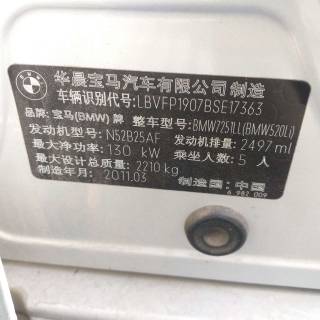 BMW
华晨宝马汽车有限公司制造
车辆识别代号: LBVFP1907BSE17363
品牌: 宝马(BMW) 牌 整车型号: BMW7251LL(BMW520Li)
发动机型号: N52B25AF 发动机排量: 2497 ml
最大净功率: 130 kW 乘坐人数: 5 人
最大设计总质量: 2210 kg
制造年月: 2011.03 制造国: 中国
6 982 009